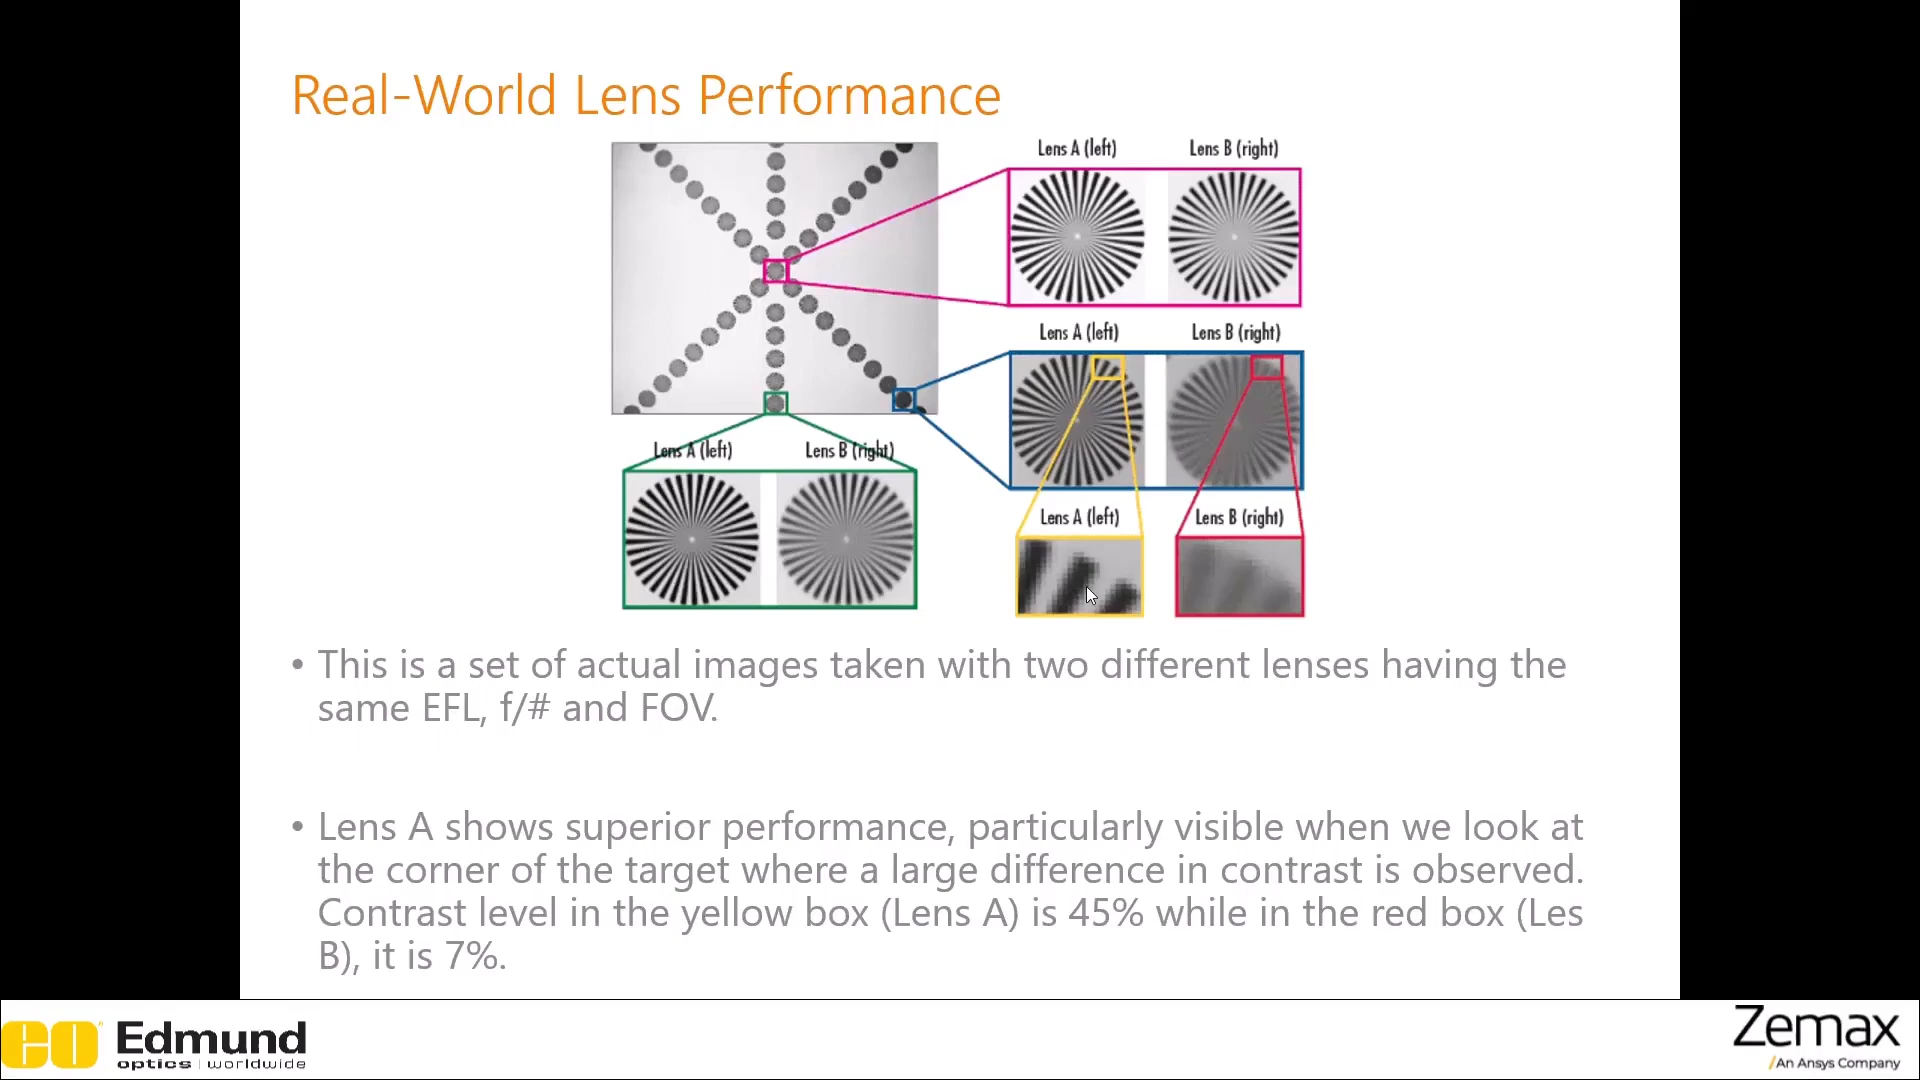 Real-World Lens Performance
Lens A (left) Lens B (right)
Lens A (left) Lens B (right)
Lens A (left) Lens B (right)
Lens A (left) Lens B (right)
• This is a set of actual images taken with two different lenses having the
same EFL, f/# and FOV.
• Lens A shows superior performance, particularly visible when we look at
the corner of the target where a large difference in contrast is observed.
Contrast level in the yellow box (Lens A) is 45% while in the red box (Les
B), it is 7%.
EO Edmund
optics | worldwide
Zemax
An Ansys Company